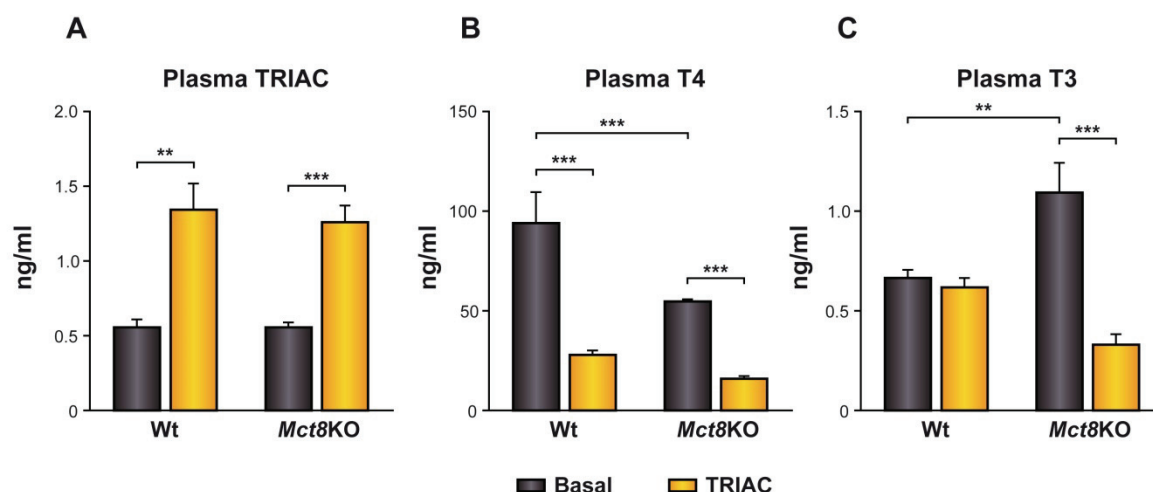 A
B
C
Plasma TRIAC
Plasma T4
Plasma T3
ng/ml
2.0
1.5
1.0
0.5
0
**
***
Wt
Mct8KO
ng/ml
150
100
50
0
***
***
***
Wt
Mct8KO
ng/ml
1.5
1.0
0.5
0
**
***
Wt
Mct8KO
Basal
TRIAC